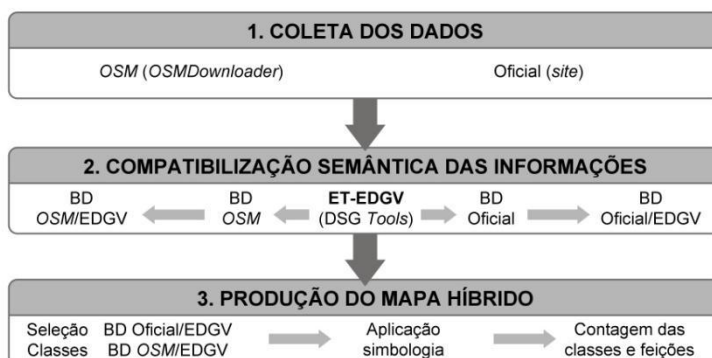 1. COLETA DOS DADOS
OSM (OSMDownloader) Oficial (site)
2. COMPATIBILIZAÇÃO SEMÂNTICA DAS INFORMAÇÕES
BD BD ET-EDGV BD BD
OSM/EDGV OSM (DSG Tools) Oficial Oficial/EDGV
3. PRODUÇÃO DO MAPA HÍBRIDO
Seleção BD Oficial/EDGV Aplicação Contagem das
Classes BD OSM/EDGV simbologia classes e feições